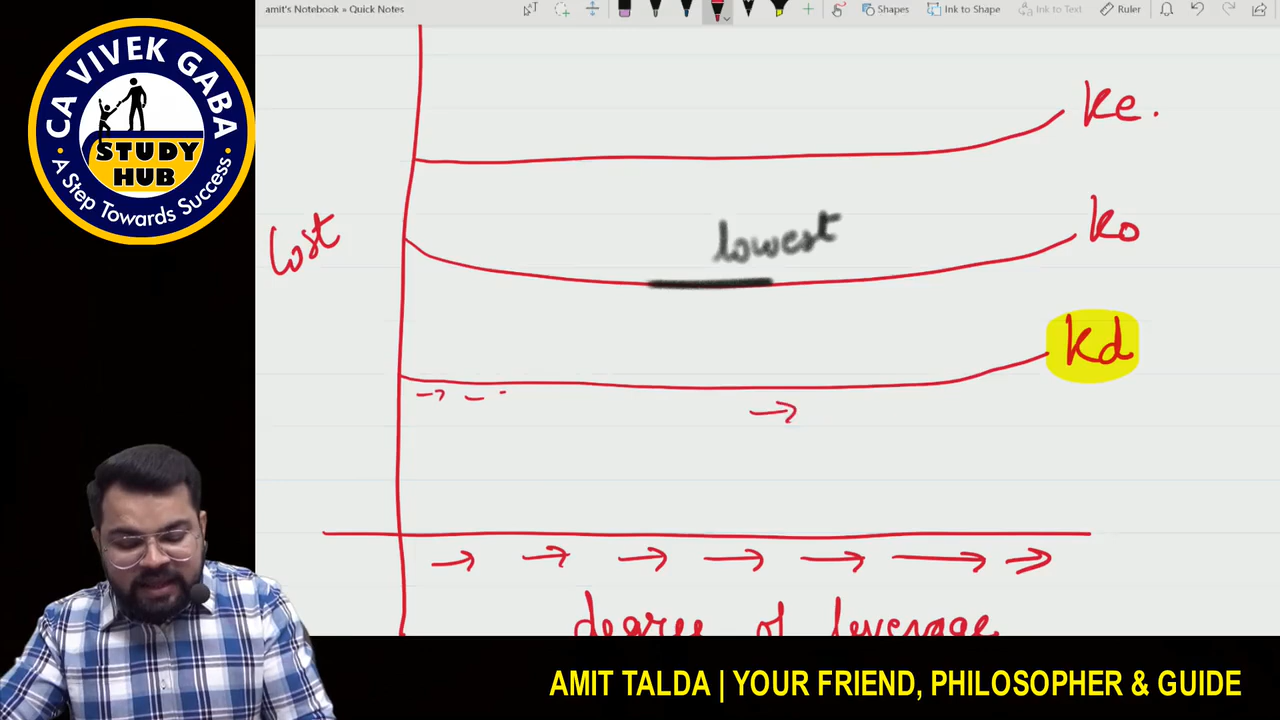 amit's Notebook » Quick Notes
Shapes
Ink to Shape
Ink to Text
Ruler
CA VIVEK GABA
STUDY
HUB
A Step Towards Success
ke.
Cost
lowest
ko
kd
degree of leverage
AMIT TALDA | YOUR FRIEND, PHILOSOPHER & GUIDE